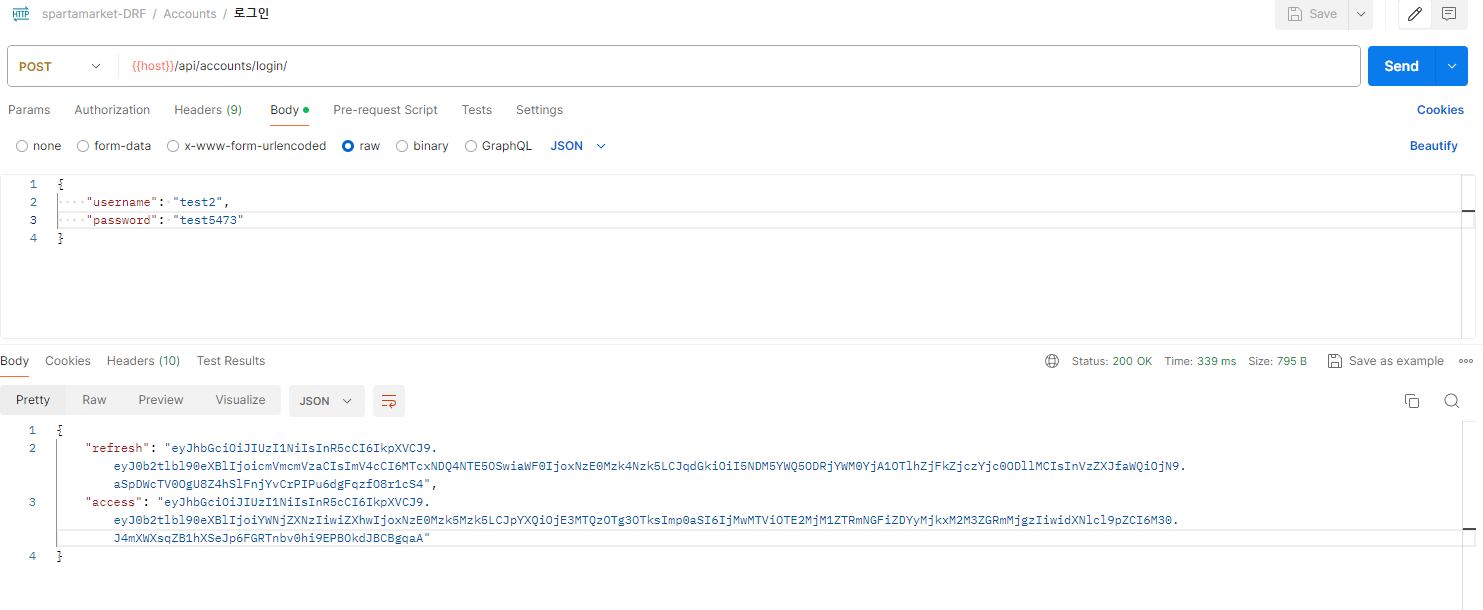 HTTP spartamarket-DRF / Accounts / 로그인 Save
POST {{host}}/api/accounts/login/ Send
Params Authorization Headers (9) Body Pre-request Script Tests Settings Cookies
none form-data x-www-form-urlencoded raw binary GraphQL JSON Beautify
1 {
2 "username": "test2",
3 "password": "test5473"
4 }
Body Cookies Headers (10) Test Results Status: 200 OK Time: 339 ms Size: 795 B Save as example
Pretty Raw Preview Visualize JSON
1 {
2 "refresh": "eyJhbGciOiJIUzI1NiIsInR5cCI6IkpXVCJ9.
eyJ0b2tlbl90eXBlIjoicmVmcmVzaCIsImV4cCI6MTcxNDQ4NTE5OSwiaWF0IjoxNzE0Mzk4Nzk5LCJqdGkiOiI5NDM5YWQ5ODRjYWM0YjA1OTlhZjFkZjczYjc0ODllMCIsInVzZXJfaWQiOjN9.
aSpDWcTV0OgU8Z4hSlFnjYvCrPIPu6dgFqzfO8r1cS4",
3 "access": "eyJhbGciOiJIUzI1NiIsInR5cCI6IkpXVCJ9.
eyJ0b2tlbl90eXBlIjoiYWNjZXNzIiwiZXhwIjoxNzE0Mzk5Mzk5LCJpYXQiOjE3MTQzOTg3OTksImp0aSI6IjMwMTViOTE2MjM1ZTRmNGFiZDYyMjkxM2M3ZGRmMjgzIiwidXNlcl9pZCI6M30.
J4mXWXsqZB1hXSeJp6FGRTnbv0hi9EPBOkdJBCBgqaA"
4 }